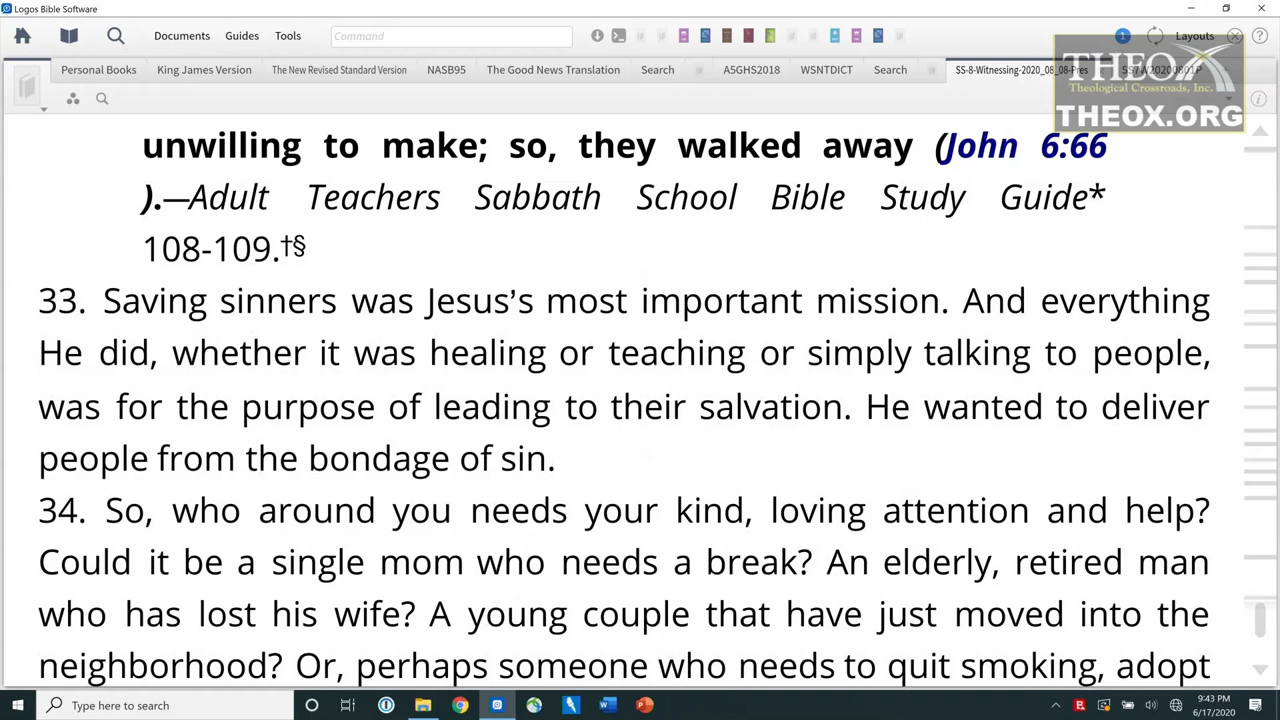 Logos Bible Software
Documents Guides Tools Command 1 Layouts
Personal Books King James Version The New Revised Stan The Good News Translation Search ASGHS2018 WSNTDICT Search SS-8-Witnessing-2020_08_08-Pres
THEOX
Theological Crossroads, Inc.
THEOX.ORG
unwilling to make; so, they walked away (John 6:66
).—Adult Teachers Sabbath School Bible Study Guide*
108-109.†§
33. Saving sinners was Jesus’s most important mission. And everything
He did, whether it was healing or teaching or simply talking to people,
was for the purpose of leading to their salvation. He wanted to deliver
people from the bondage of sin.
34. So, who around you needs your kind, loving attention and help?
Could it be a single mom who needs a break? An elderly, retired man
who has lost his wife? A young couple that have just moved into the
neighborhood? Or, perhaps someone who needs to quit smoking, adopt
Type here to search
9:43 PM
6/17/2020